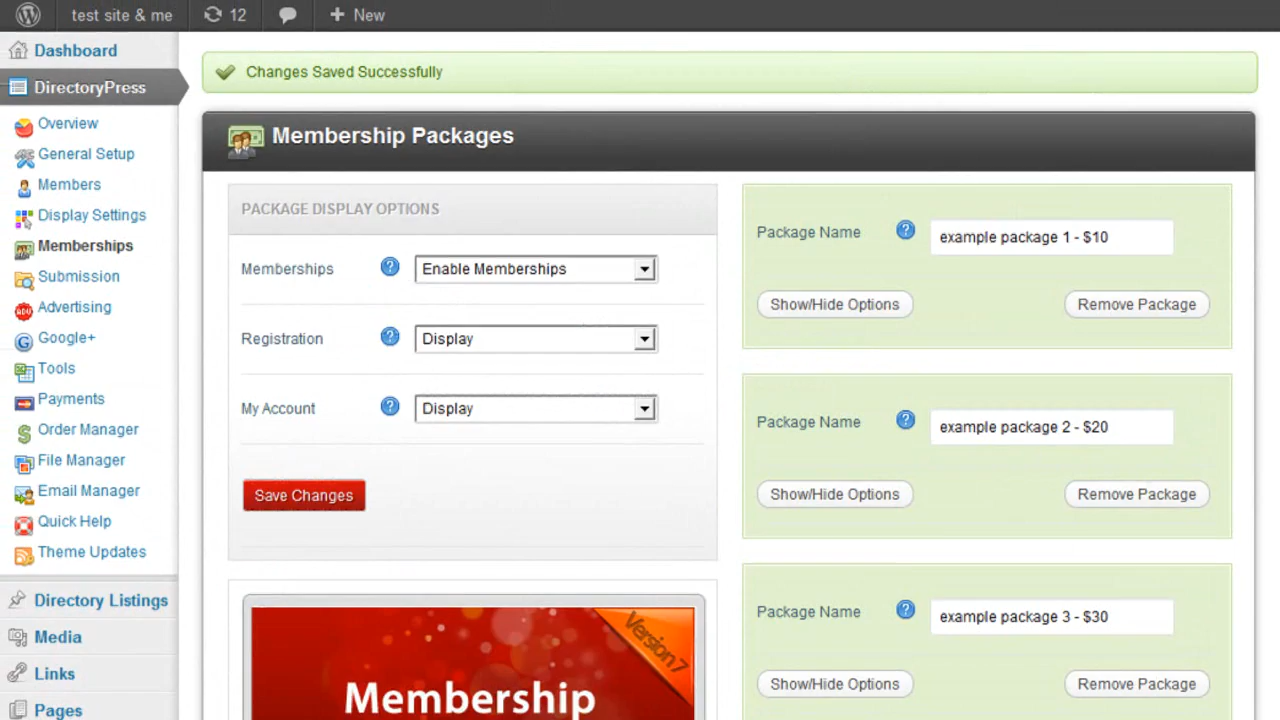 test site & me
12
New
Dashboard
DirectoryPress
Overview
General Setup
Members
Display Settings
Memberships
Submission
Advertising
Google+
Tools
Payments
Order Manager
File Manager
Email Manager
Quick Help
Theme Updates
Directory Listings
Media
Links
Pages
Changes Saved Successfully
Membership Packages
PACKAGE DISPLAY OPTIONS
Memberships
Enable Memberships
Registration
Display
My Account
Display
Save Changes
Version 7
Membership
Package Name
example package 1 - $10
Show/Hide Options
Remove Package
Package Name
example package 2 - $20
Show/Hide Options
Remove Package
Package Name
example package 3 - $30
Show/Hide Options
Remove Package